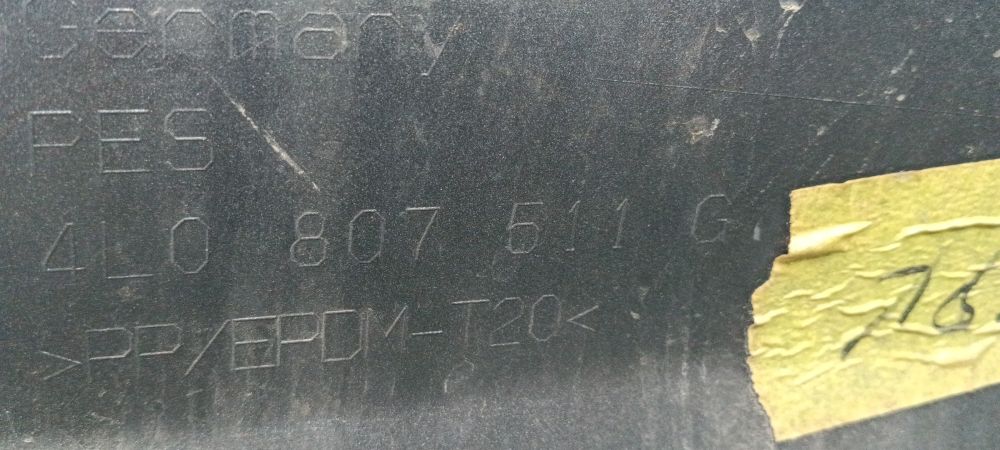 Germany
PES
4L0 807 511 G
>PP/EPDM-T20<